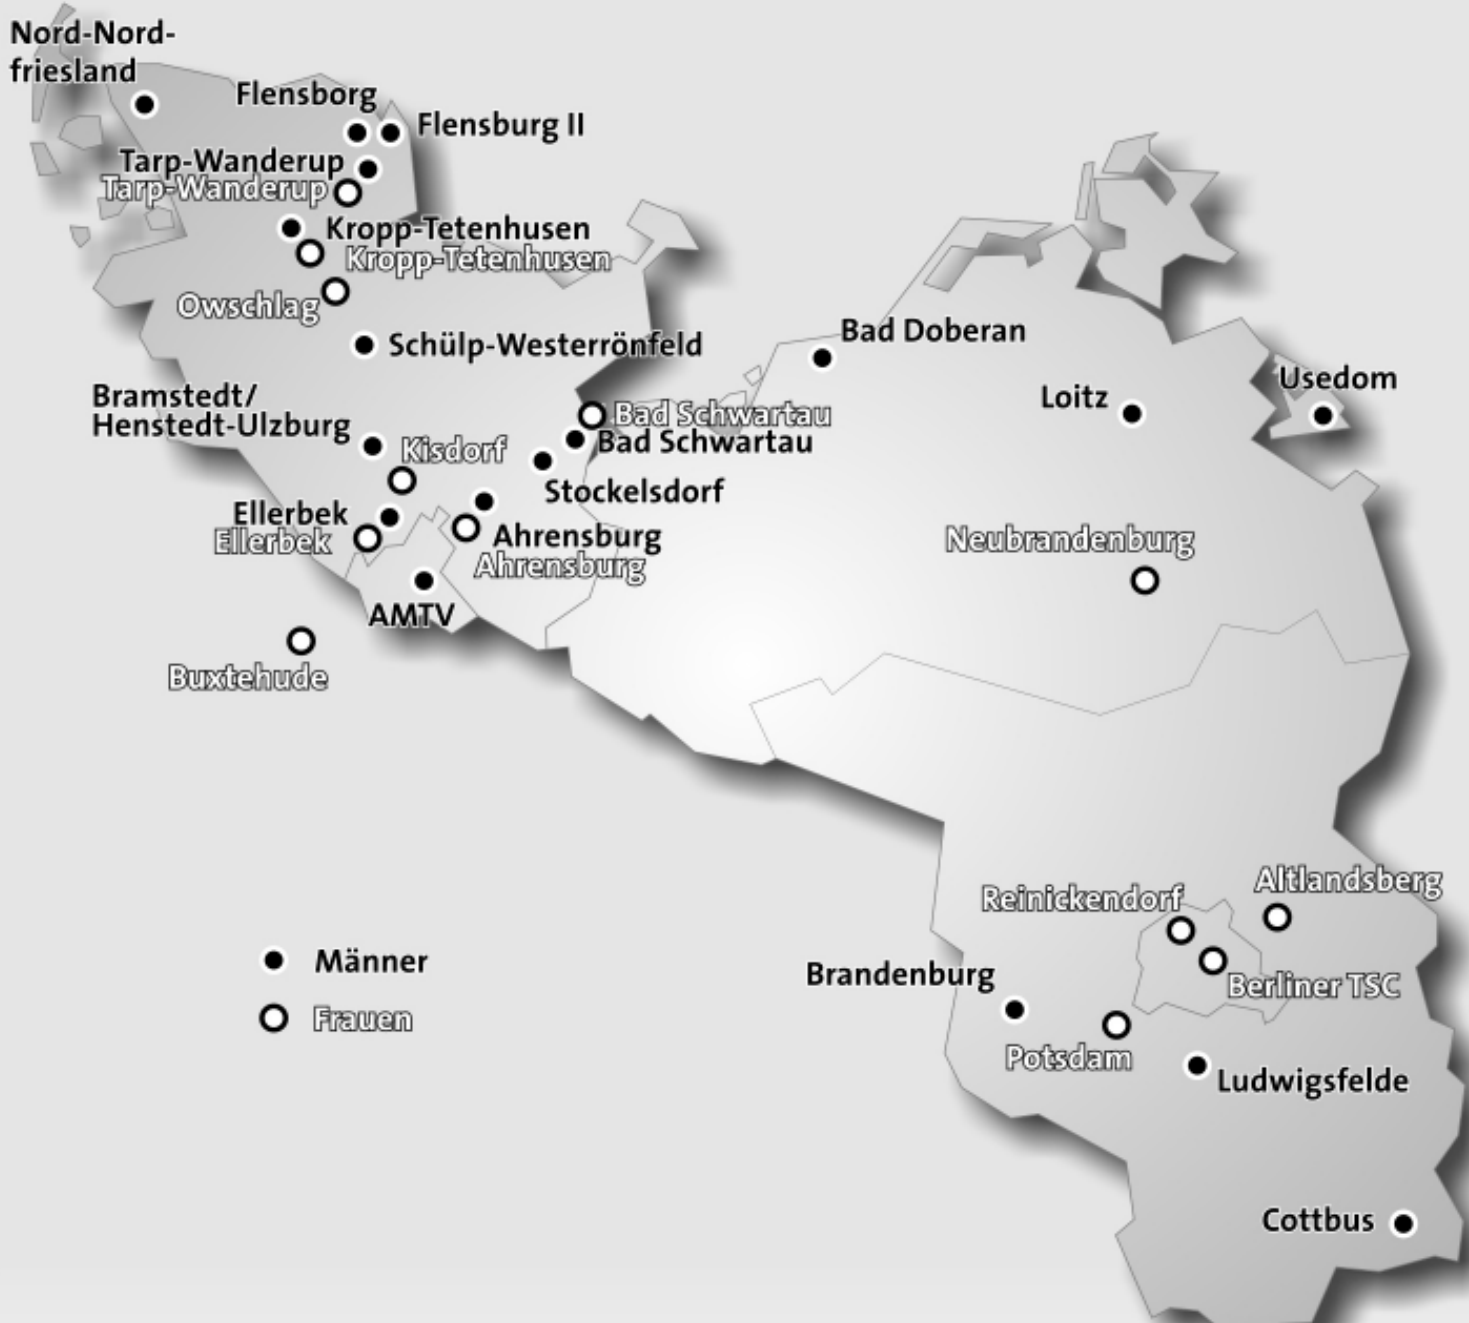 Nord-Nord-
friesland
Flensborg
Flensburg II
Tarp-Wanderup
Tarp-Wanderup
Kropp-Tetenhusen
Kropp-Tetenhusen
Owschlag
Schülp-Westerrönfeld
Bad Doberan
Loitz
Usedom
Bramstedt/
Henstedt-Ulzburg
Kisdorf
Bad Schwartau
Bad Schwartau
Stockelsdorf
Ellerbek
Ellerbek
Ahrensburg
Ahrensburg
Neubrandenburg
AMTV
Buxtehude
Reinickendorf
Altlandsberg
Berliner TSC
Brandenburg
Potsdam
Ludwigsfelde
Männer
Frauen
Cottbus